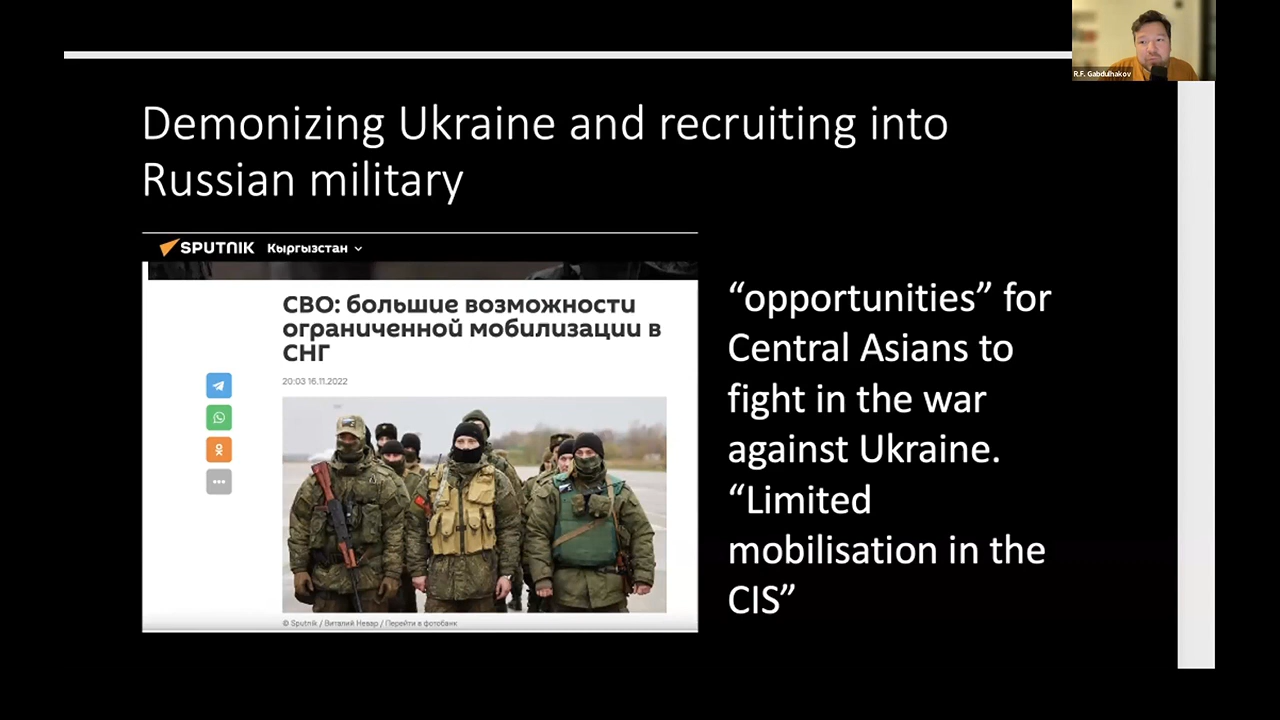 R.F. Gabdulhakov
Demonizing Ukraine and recruiting into
Russian military
SPUTNIK Кыргызстан
СВО: большие возможности
ограниченной мобилизации в
СНГ
20:03 16.11.2022
© Sputnik / Виталий Невар / Перейти в фотобанк
“opportunities” for
Central Asians to
fight in the war
against Ukraine.
“Limited
mobilisation in the
CIS”